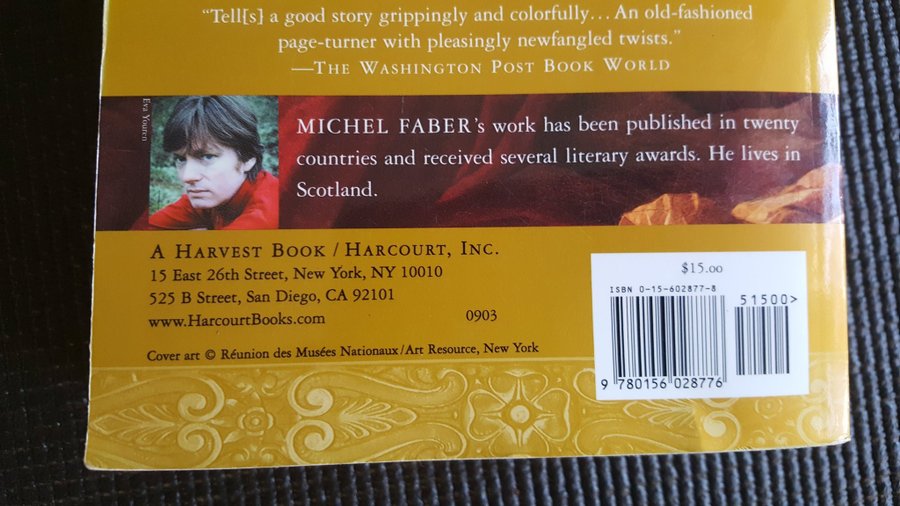 “Tell[s] a good story grippingly and colorfully... An old-fashioned
page-turner with pleasingly newfangled twists.”
—THE WASHINGTON POST BOOK WORLD
Eva Youren
MICHEL FABER’s work has been published in twenty
countries and received several literary awards. He lives in
Scotland.
A HARVEST BOOK / HARCOURT, INC.
15 East 26th Street, New York, NY 10010
525 B Street, San Diego, CA 92101
www.HarcourtBooks.com 0903
Cover art © Réunion des Musées Nationaux/Art Resource, New York
$15.00
ISBN 0-15-602877-8
51500>
9 780156 028776